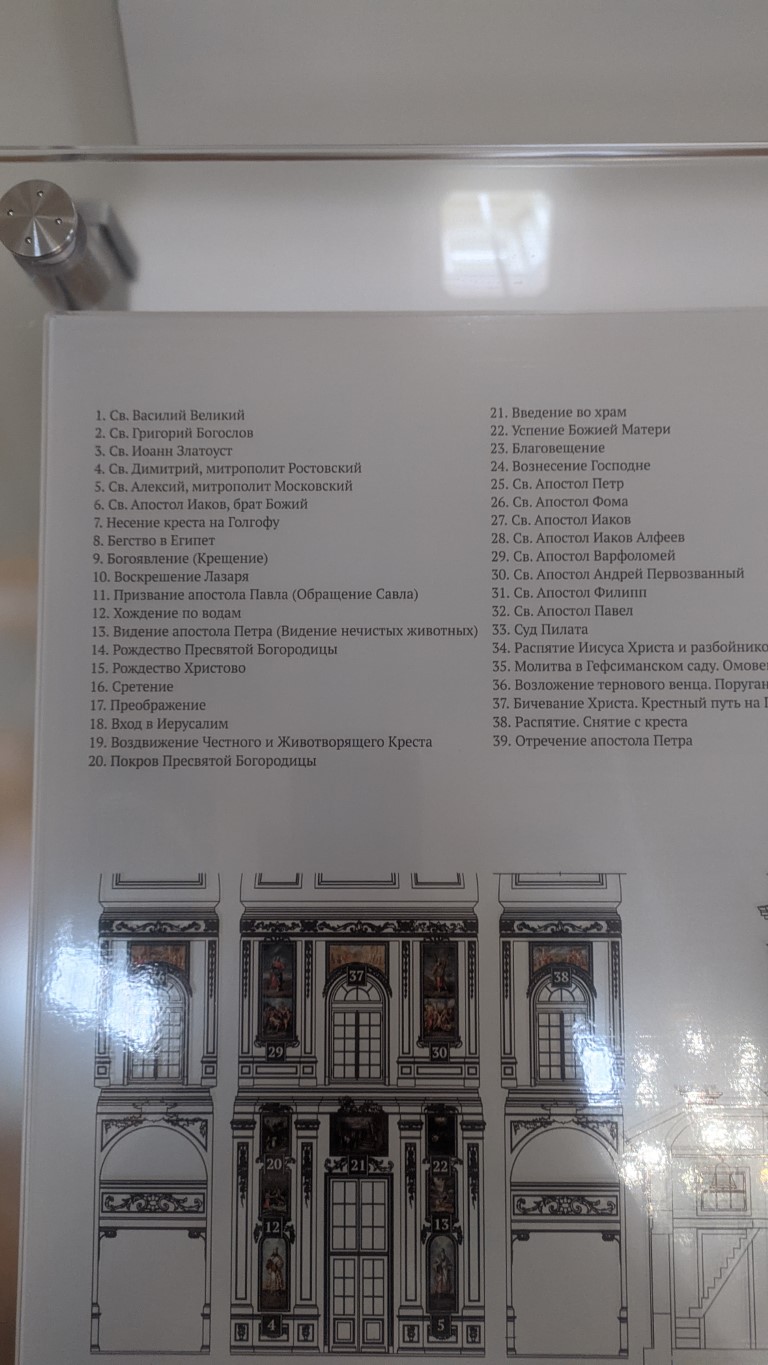 1. Св. Василий Великий
2. Св. Григорий Богослов
3. Св. Иоанн Златоуст
4. Св. Димитрий, митрополит Ростовский
5. Св. Алексий, митрополит Московский
6. Св. Апостол Иаков, брат Божий
7. Несение креста на Голгофу
8. Бегство в Египет
9. Богоявление (Крещение)
10. Воскрешение Лазаря
11. Призвание апостола Павла (Обращение Савла)
12. Хождение по водам
13. Видение апостола Петра (Видение нечистых животных)
14. Рождество Пресвятой Богородицы
15. Рождество Христово
16. Сретение
17. Преображение
18. Вход в Иерусалим
19. Воздвижение Честного и Животворящего Креста
20. Покров Пресвятой Богородицы
21. Введение во храм
22. Успение Божией Матери
23. Благовещение
24. Вознесение Господне
25. Св. Апостол Петр
26. Св. Апостол Фома
27. Св. Апостол Иаков
28. Св. Апостол Иаков Алфеев
29. Св. Апостол Варфоломей
30. Св. Апостол Андрей Первозванный
31. Св. Апостол Филипп
32. Св. Апостол Павел
33. Суд Пилата
34. Распятие Иисуса Христа и
35. Молитва в Гефсиманском саду.
36. Возложение тернового венца.
37. Бичевание Христа. Крестный путь на
38. Распятие. Снятие с креста
39. Отречение апостола Петра
37 38
29 30
20 21 22
12 13
4 5